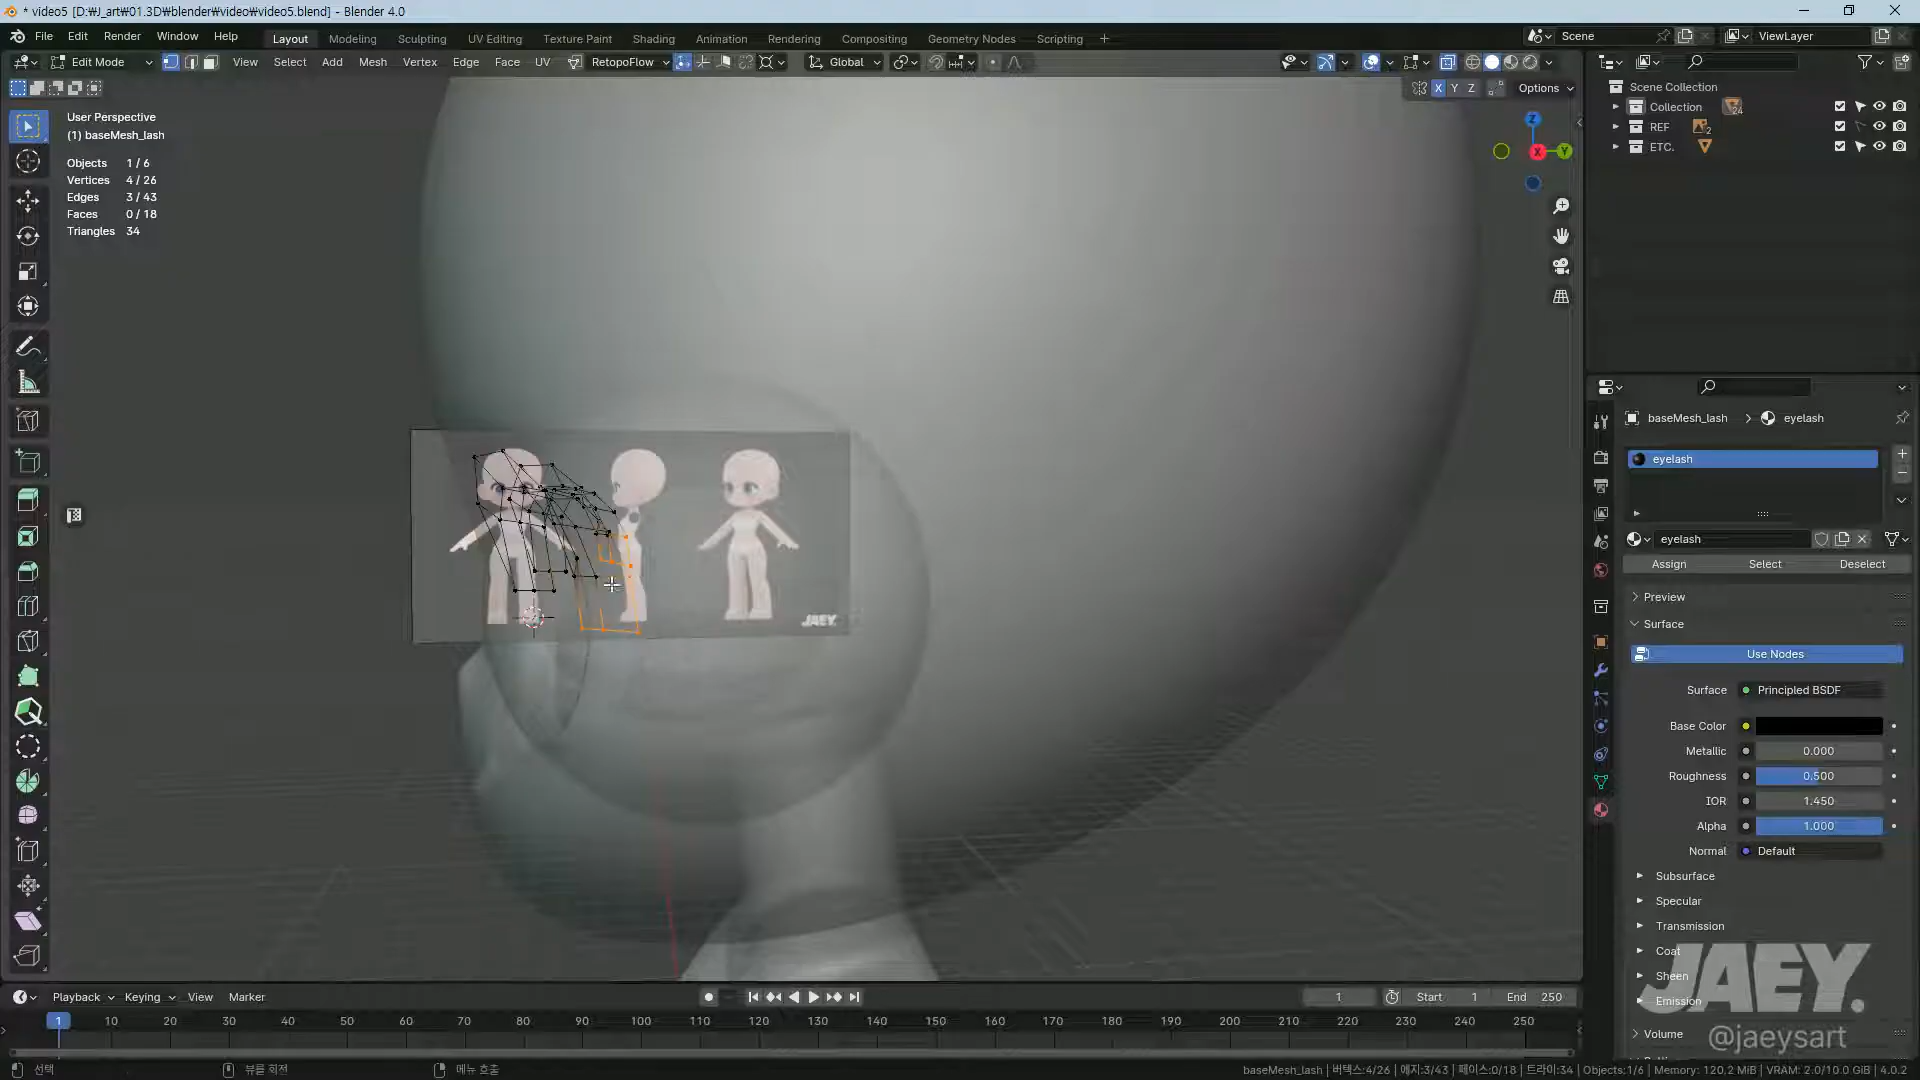 * video5 [D:₩J_art₩01.3D₩blender₩video₩video5.blend] - Blender 4.0
File Edit Render Window Help Layout Modeling Sculpting UV Editing Texture Paint Shading Animation Rendering Compositing Geometry Nodes Scripting + Scene ViewLayer
Edit Mode View Select Add Mesh Vertex Edge Face UV RetopoFlow Global
X Y Z Options
User Perspective
(1) baseMesh_lash
Objects 1 / 6
Vertices 4 / 26
Edges 3 / 43
Faces 0 / 18
Triangles 34
Z
X
Y
JAEY.
Scene Collection
Collection 24
REF 2
ETC.
baseMesh_lash > eyelash
eyelash
eyelash
Assign Select Deselect
Preview
Surface
Use Nodes
Surface Principled BSDF
Base Color
Metallic 0.000
Roughness 0.500
IOR 1.450
Alpha 1.000
Normal Default
Subsurface
Specular
Transmission
Coat
Sheen
Emission
Volume
JAEY.
@jaeysart
Playback Keying View Marker 1 Start 1 End 250
1 10 20 30 40 50 60 70 80 90 100 110 120 130 140 150 160 170 180 190 200 210 220 230 240 250
선택 뷰를 회전 메뉴 호출 baseMesh_lash | 버텍스:4/26 | 에지:3/43 | 페이스:0/18 | 트라이:34 | Objects:1/6 | Memory: 120.2 MiB | VRAM: 2.0/10.0 GiB | 4.0.2